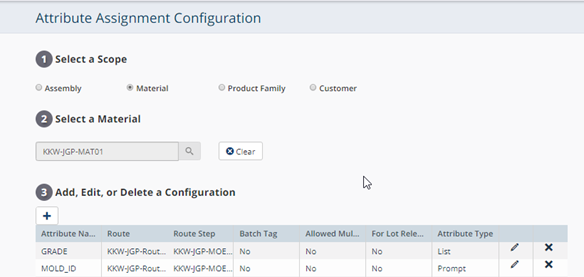 Attribute Assignment Configuration
1 Select a Scope
Assembly Material Product Family Customer
2 Select a Material
KKW-JGP-MAT01 Clear
3 Add, Edit, or Delete a Configuration
Attribute Na... Route Route Step Batch Tag Allowed Mul... For Lot Rele... Attribute Type
GRADE KKW-JGP-Rout... KKW-JGP-MOE... No No No List
MOLD_ID KKW-JGP-Rout... KKW-JGP-MOE... No No No Prompt